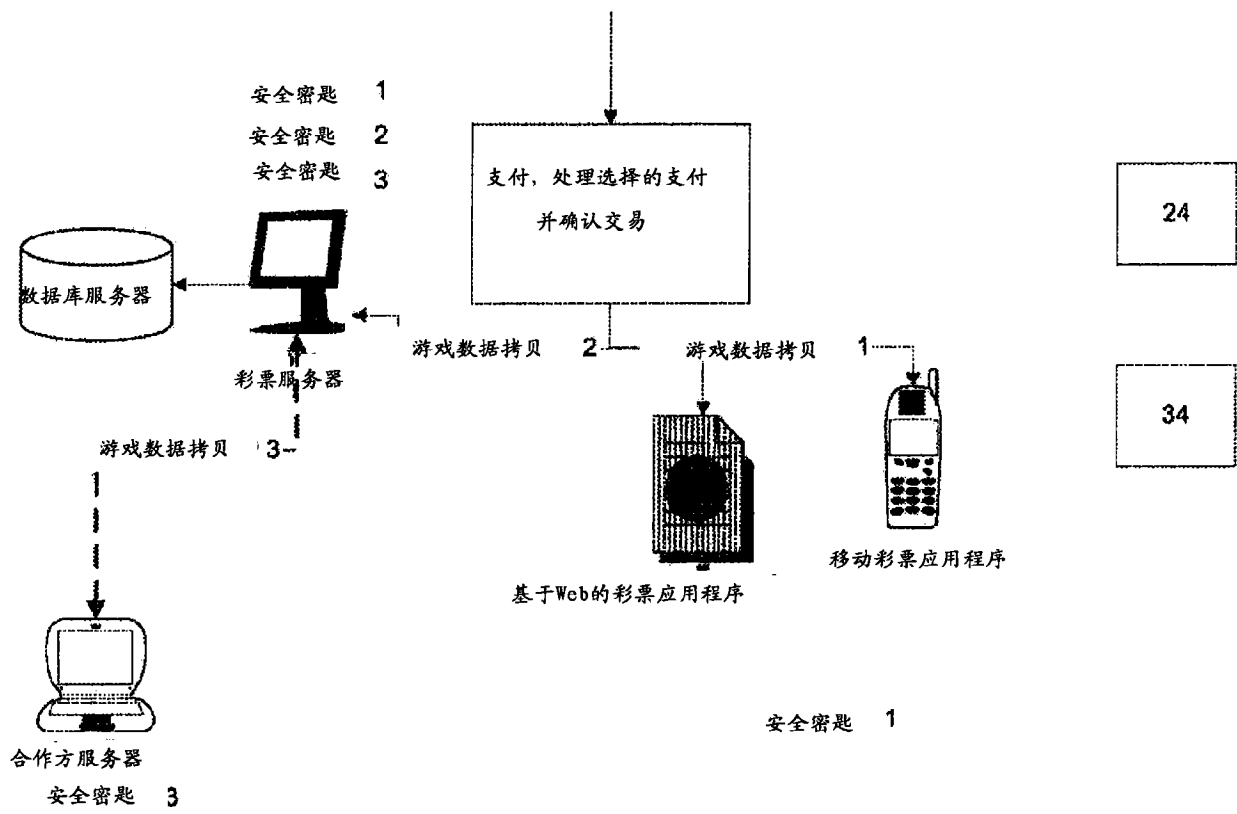 安全密匙 1
安全密匙 2
安全密匙 3
支付，处理选择的支付
并确认交易
24
数据库服务器
游戏数据拷贝 2
游戏数据拷贝 1
彩票服务器
34
游戏数据拷贝 3
移动彩票应用程序
基于Web的彩票应用程序
安全密匙 1
合作方服务器
安全密匙 3